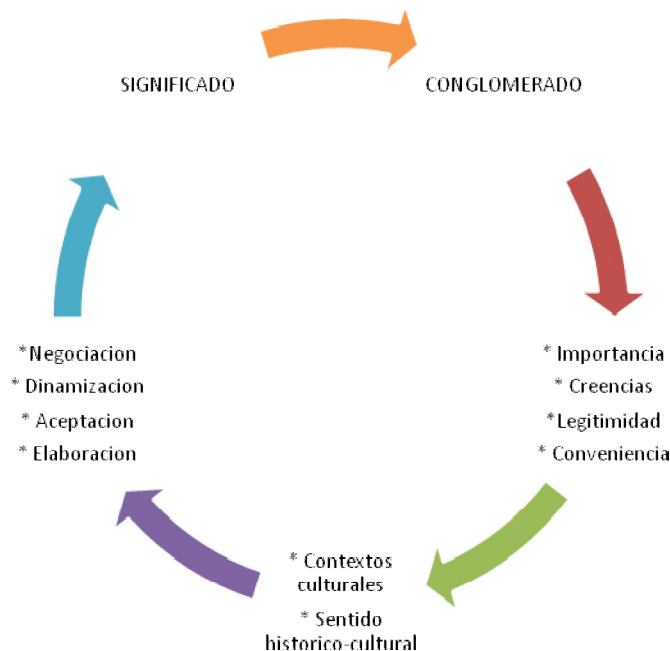 SIGNIFICADO
CONGLOMERADO
* Importancia
* Creencias
*Legitimidad
* Conveniencia
* Contextos
culturales
* Sentido
historico-cultural
*Negociacion
* Dinamizacion
* Aceptacion
* Elaboracion